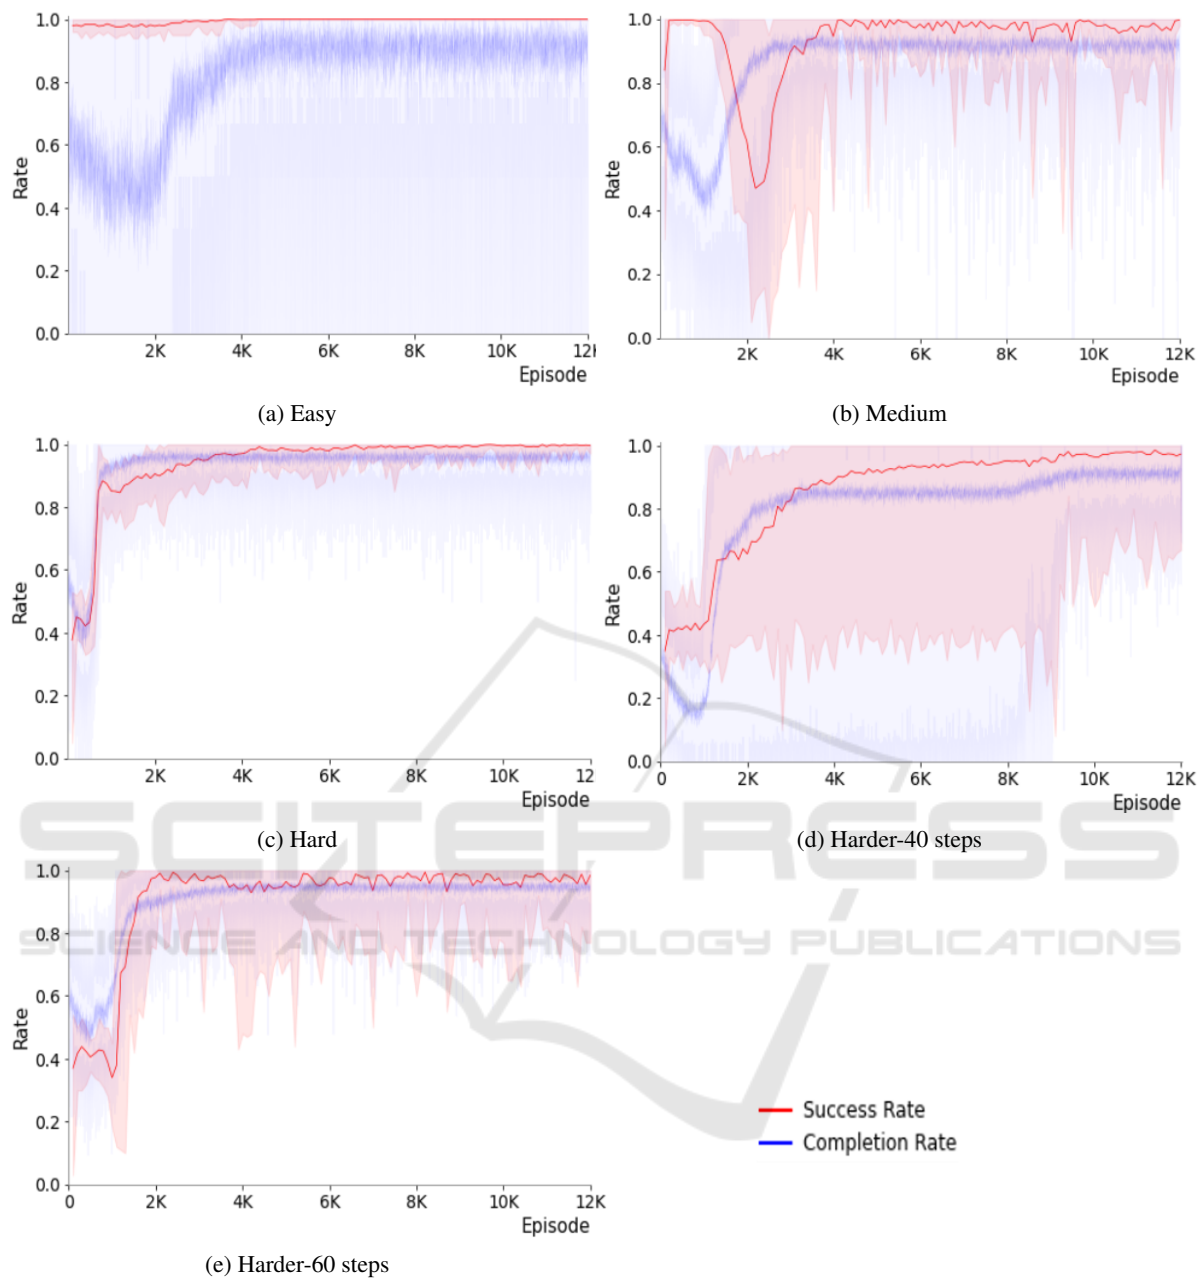 1.0
0.8
0.6
0.4
0.2
0.0
Rate
2K 4K 6K 8K 10K 12K
Episode
(a) Easy
1.0
0.8
0.6
0.4
0.2
0.0
Rate
2K 4K 6K 8K 10K 12K
Episode
(b) Medium
1.0
0.8
0.6
0.4
0.2
0.0
Rate
2K 4K 6K 8K 10K 12K
Episode
(c) Hard
1.0
0.8
0.6
0.4
0.2
0.0
Rate
0 2K 4K 6K 8K 10K 12K
Episode
(d) Harder-40 steps
SCITEPRESS
SCIENCE AND TECHNOLOGY PUBLICATIONS
1.0
0.8
0.6
0.4
0.2
0.0
Rate
0 2K 4K 6K 8K 10K 12K
Episode
(e) Harder-60 steps
Success Rate
Completion Rate